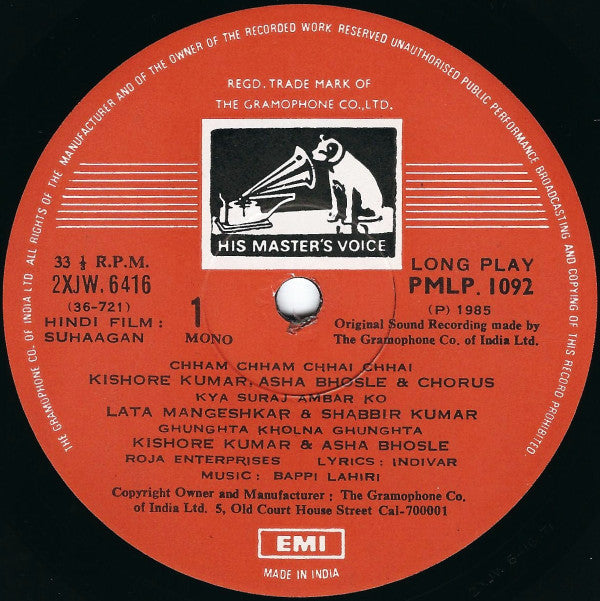 THE GRAMOPHONE CO. OF INDIA LTD. ALL RIGHTS OF THE MANUFACTURER AND OF THE OWNER OF THE RECORDED WORK RESERVED UNAUTHORISED PUBLIC PERFORMANCE BROADCASTING AND COPYING OF THIS RECORD PROHIBITED.
REGD. TRADE MARK OF
THE GRAMOPHONE CO.,LTD.
HIS MASTER'S VOICE
33 ⅓ R.P.M.
2XJW. 6416
(36-721)
HINDI FILM :
SUHAAGAN
1
MONO
LONG PLAY
PMLP. 1092
(P) 1985
Original Sound Recording made by
The Gramophone Co. of India Ltd.
CHHAM CHHAM CHHAI CHHAI
KISHORE KUMAR, ASHA BHOSLE & CHORUS
KYA SURAJ AMBAR KO
LATA MANGESHKAR & SHABBIR KUMAR
GHUNGHTA KHOLNA GHUNGHTA
KISHORE KUMAR & ASHA BHOSLE
ROJA ENTERPRISES LYRICS : INDIVAR
MUSIC : BAPPI LAHIRI
Copyright Owner and Manufacturer : The Gramophone Co.
of India Ltd. 5, Old Court House Street Cal-700001
EMI
MADE IN INDIA